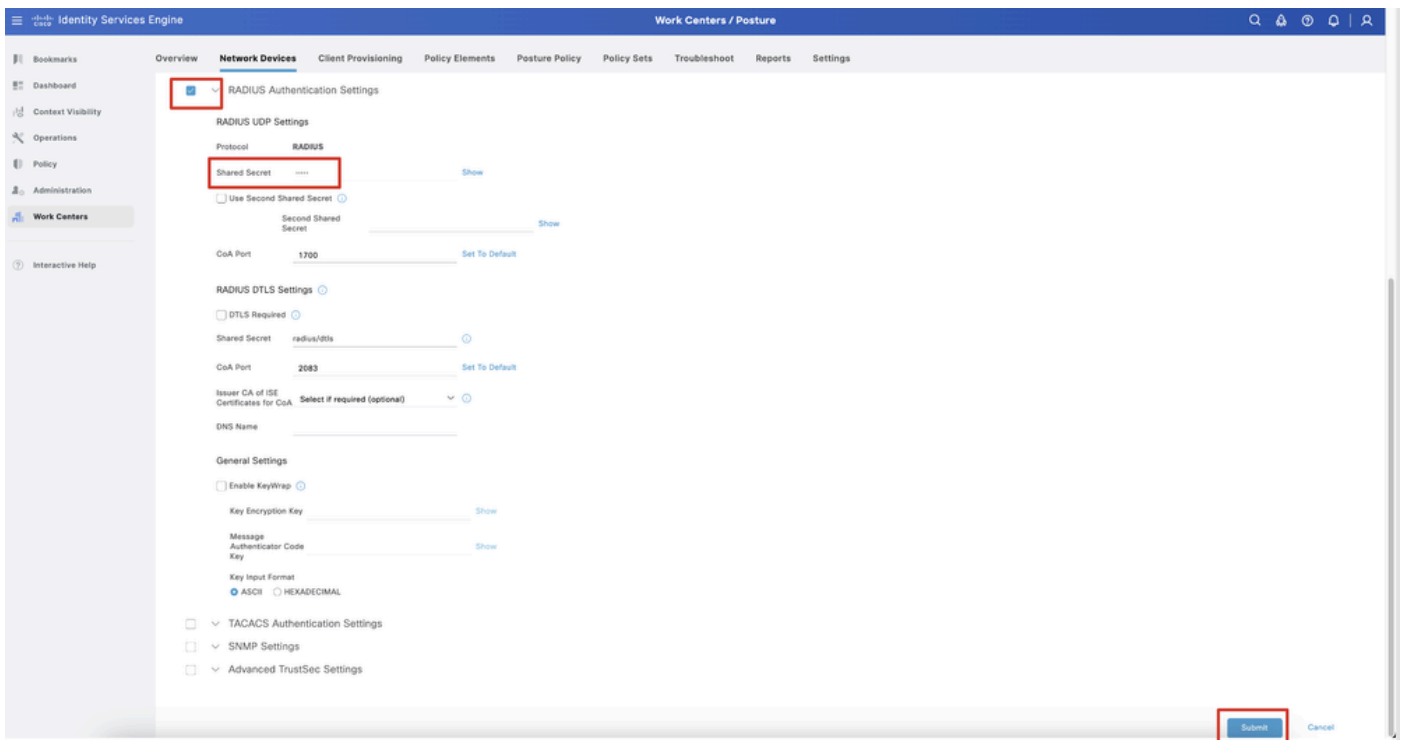 cisco Identity Services Engine
Work Centers / Posture
Bookmarks
Dashboard
Context Visibility
Operations
Policy
Administration
Work Centers
Interactive Help
Overview Network Devices Client Provisioning Policy Elements Posture Policy Policy Sets Troubleshoot Reports Settings
RADIUS Authentication Settings
RADIUS UDP Settings
Protocol RADIUS
Shared Secret ····· Show
Use Second Shared Secret
Second Shared
Secret
Show
CoA Port 1700 Set To Default
RADIUS DTLS Settings
DTLS Required
Shared Secret radius/dtls
CoA Port 2083 Set To Default
Issuer CA of ISE
Certificates for CoA Select if required (optional)
DNS Name
General Settings
Enable KeyWrap
Key Encryption Key Show
Message
Authenticator Code Show
Key
Key Input Format
ASCII HEXADECIMAL
TACACS Authentication Settings
SNMP Settings
Advanced TrustSec Settings
Submit Cancel